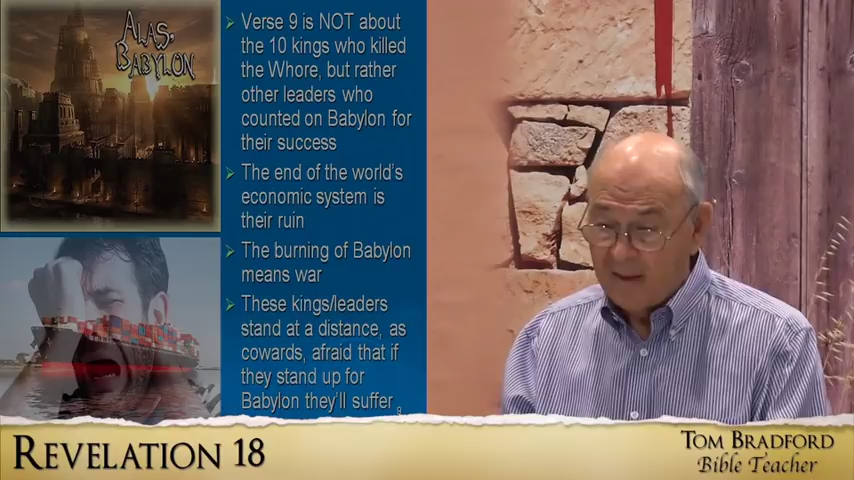 ALAS,
BABYLON
Verse 9 is NOT about
the 10 kings who killed
the Whore, but rather
other leaders who
counted on Babylon for
their success
The end of the world's
economic system is
their ruin
The burning of Babylon
means war
These kings/leaders
stand at a distance, as
cowards, afraid that if
they stand up for
Babylon they'll suffer
9
REVELATION 18
TOM BRADFORD
Bible Teacher